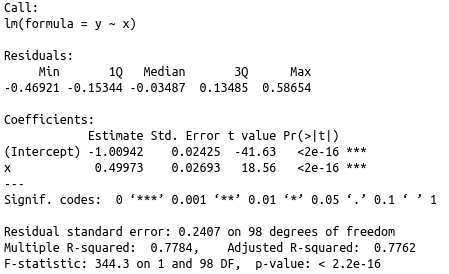 Call:
lm(formula = y ~ x)
Residuals:
Min 1Q Median 3Q Max
-0.46921 -0.15344 -0.03487 0.13485 0.58654
Coefficients:
Estimate Std. Error t value Pr(>|t|)
(Intercept) -1.00942 0.02425 -41.63 <2e-16 ***
x 0.49973 0.02693 18.56 <2e-16 ***
---
Signif. codes: 0 ‘***’ 0.001 ‘**’ 0.01 ‘*’ 0.05 ‘.’ 0.1 ‘ ’ 1
Residual standard error: 0.2407 on 98 degrees of freedom
Multiple R-squared: 0.7784, Adjusted R-squared: 0.7762
F-statistic: 344.3 on 1 and 98 DF, p-value: < 2.2e-16